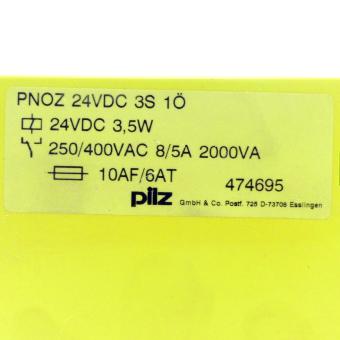 PNOZ 24VDC 3S 1Ö
24VDC 3,5W
250/400VAC 8/5A 2000VA
10AF/6AT 474695
pilz GmbH & Co. Postf. 725 D-73708 Esslingen